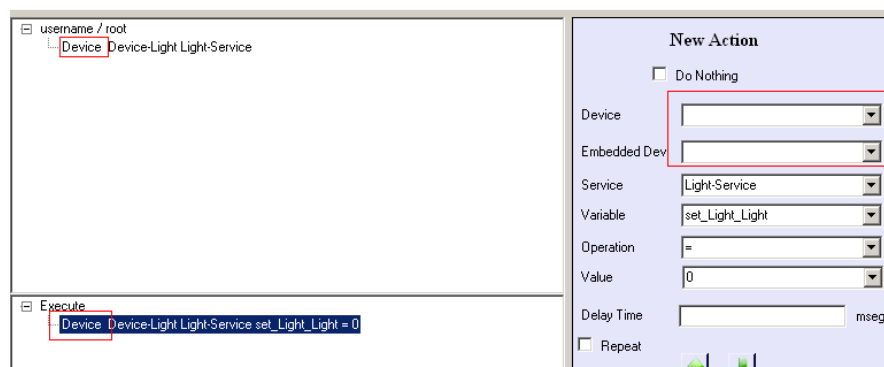 username / root
Device Device-Light Light-Service
Execute
Device Device-Light Light-Service set_Light_Light = 0
New Action
Do Nothing
Device
Embedded Dev
Service Light-Service
Variable set_Light_Light
Operation =
Value 0
Delay Time mseg
Repeat